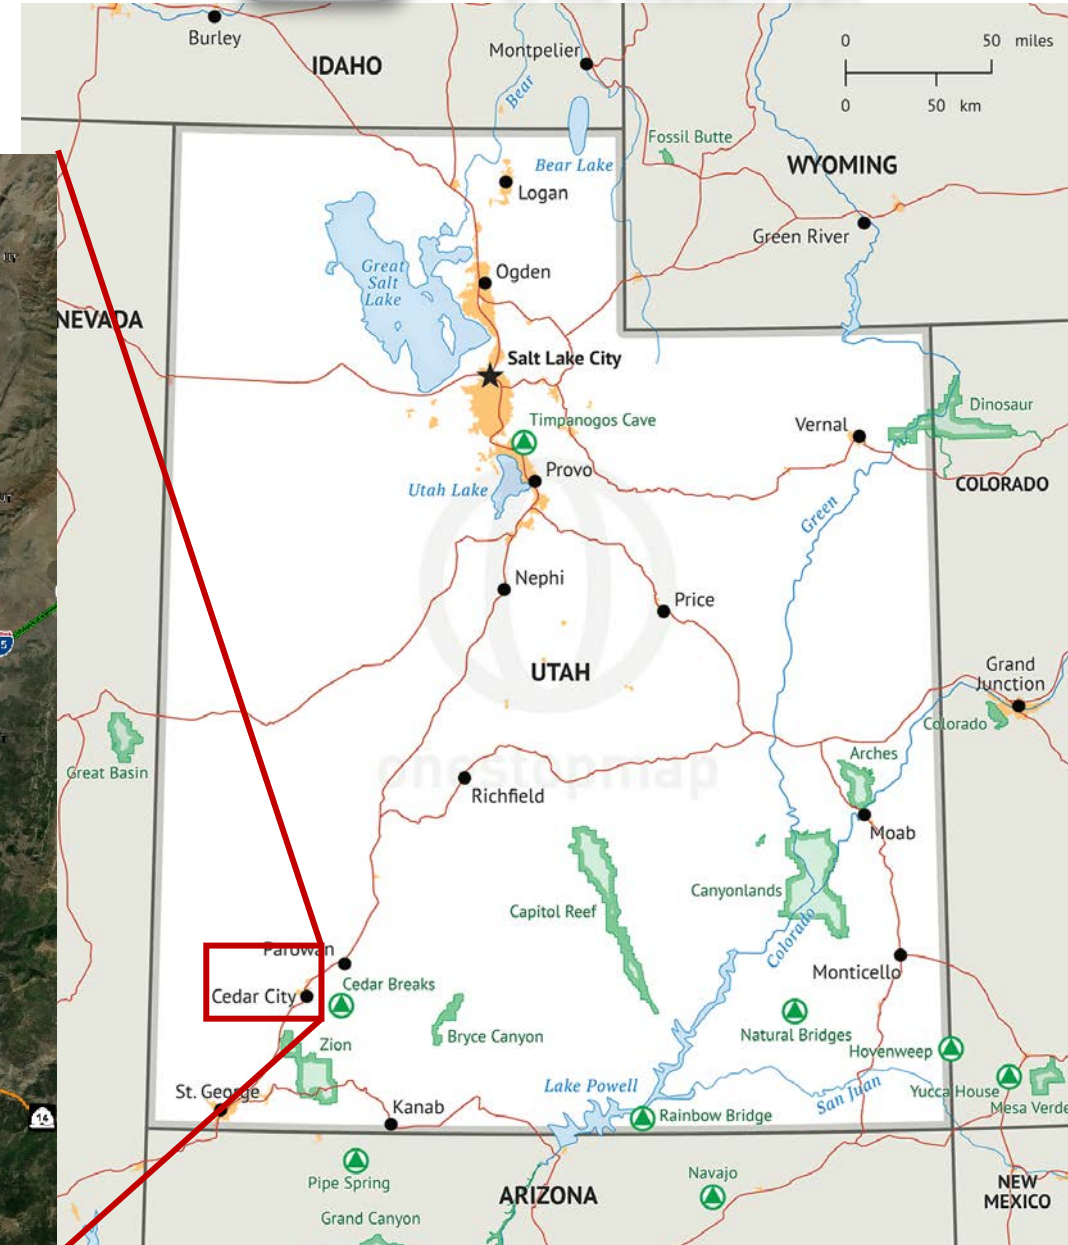 Burley
IDAHO
Montpelier
0 50 miles
0 50 km
Bear
Fossil Butte
Bear Lake
WYOMING
Logan
Green River
Great
Salt
Lake
Ogden
NEVADA
Salt Lake City
Timpanogos Cave
Vernal
Dinosaur
Provo
Utah Lake
COLORADO
Green
Nephi
Price
UTAH
Grand
Junction
Colorado
Great Basin
onestopmap
Arches
Richfield
Moab
Canyonlands
Capitol Reef
Colorado
Parowan
Monticello
Cedar City
Cedar Breaks
Bryce Canyon
Natural Bridges
Zion
Hovenweep
St. George
Lake Powell
San Juan
Yucca House
Mesa Verde
Kanab
Rainbow Bridge
14
Pipe Spring
Navajo
ARIZONA
NEW
MEXICO
Grand Canyon